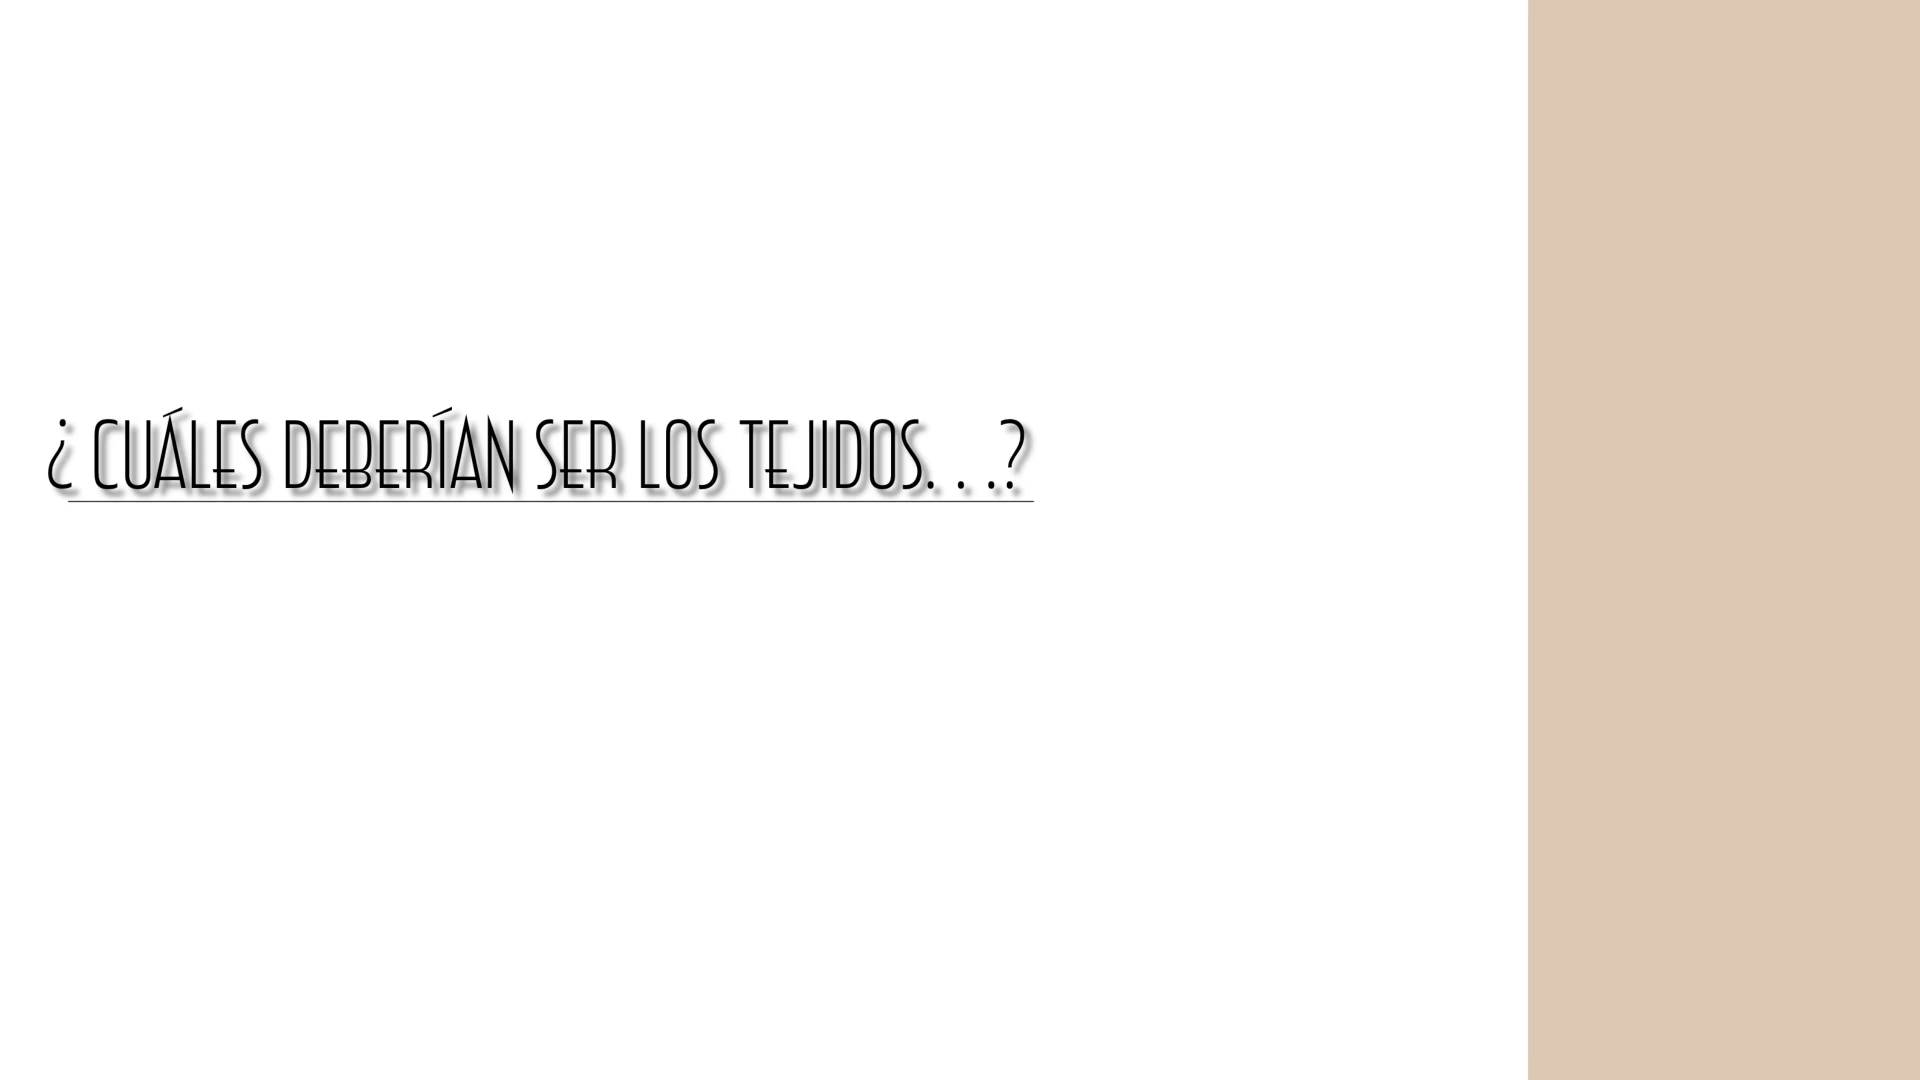 ¿ CUÁLES DEBERÍAN SER LOS TEJIDOS. . .?